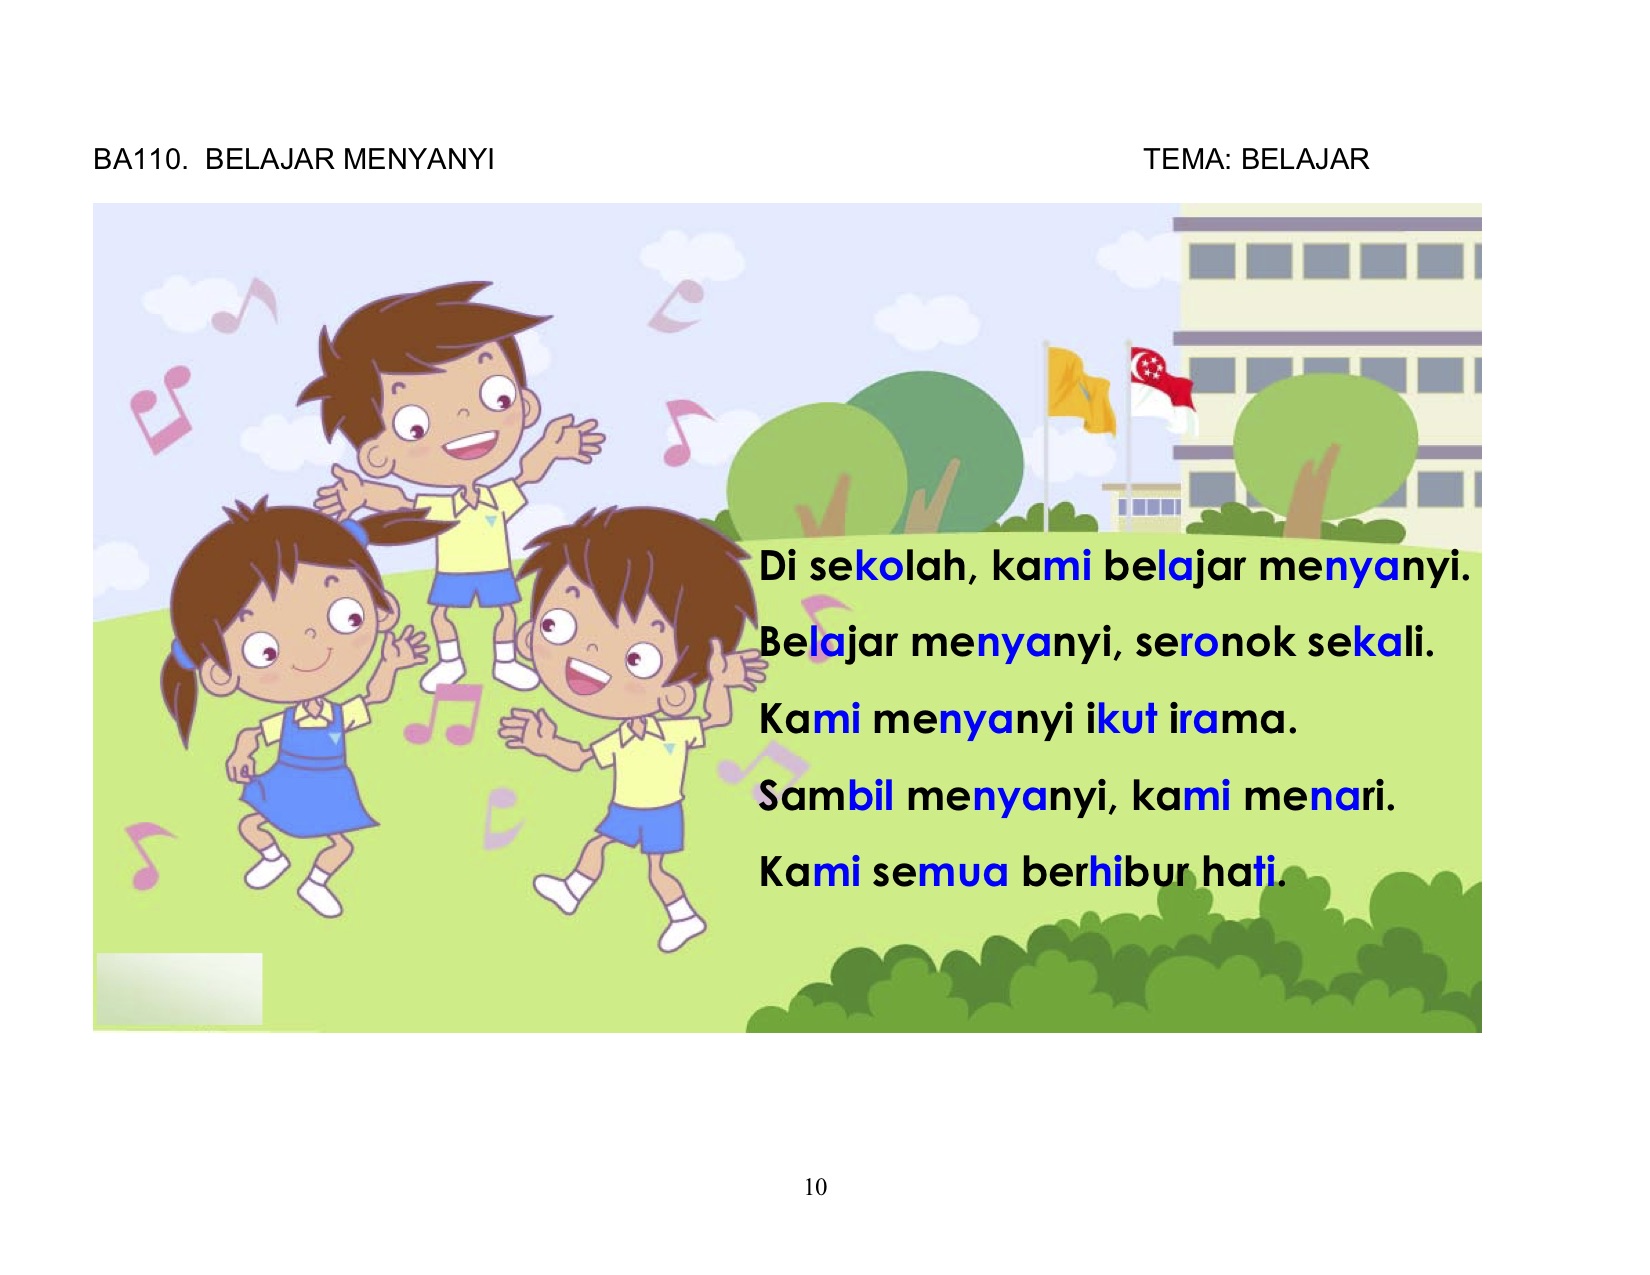 BA110. BELAJAR MENYANYI TEMA: BELAJAR
Di sekolah, kami belajar menyanyi.
Belajar menyanyi, seronok sekali.
Kami menyanyi ikut irama.
Sambil menyanyi, kami menari.
Kami semua berhibur hati.
10